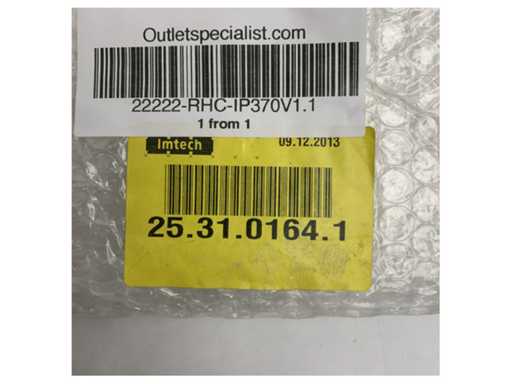 Outletspecialist.com
22222-RHC-IP370V1.1
1 from 1
Imtech 09.12.2013
25.31.0164.1